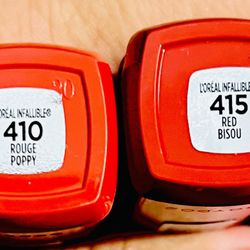 L'ORÉAL INFALLIBLE®
410
ROUGE
POPPY
L'ORÉAL INFALLIBLE
415
RED
BISOU